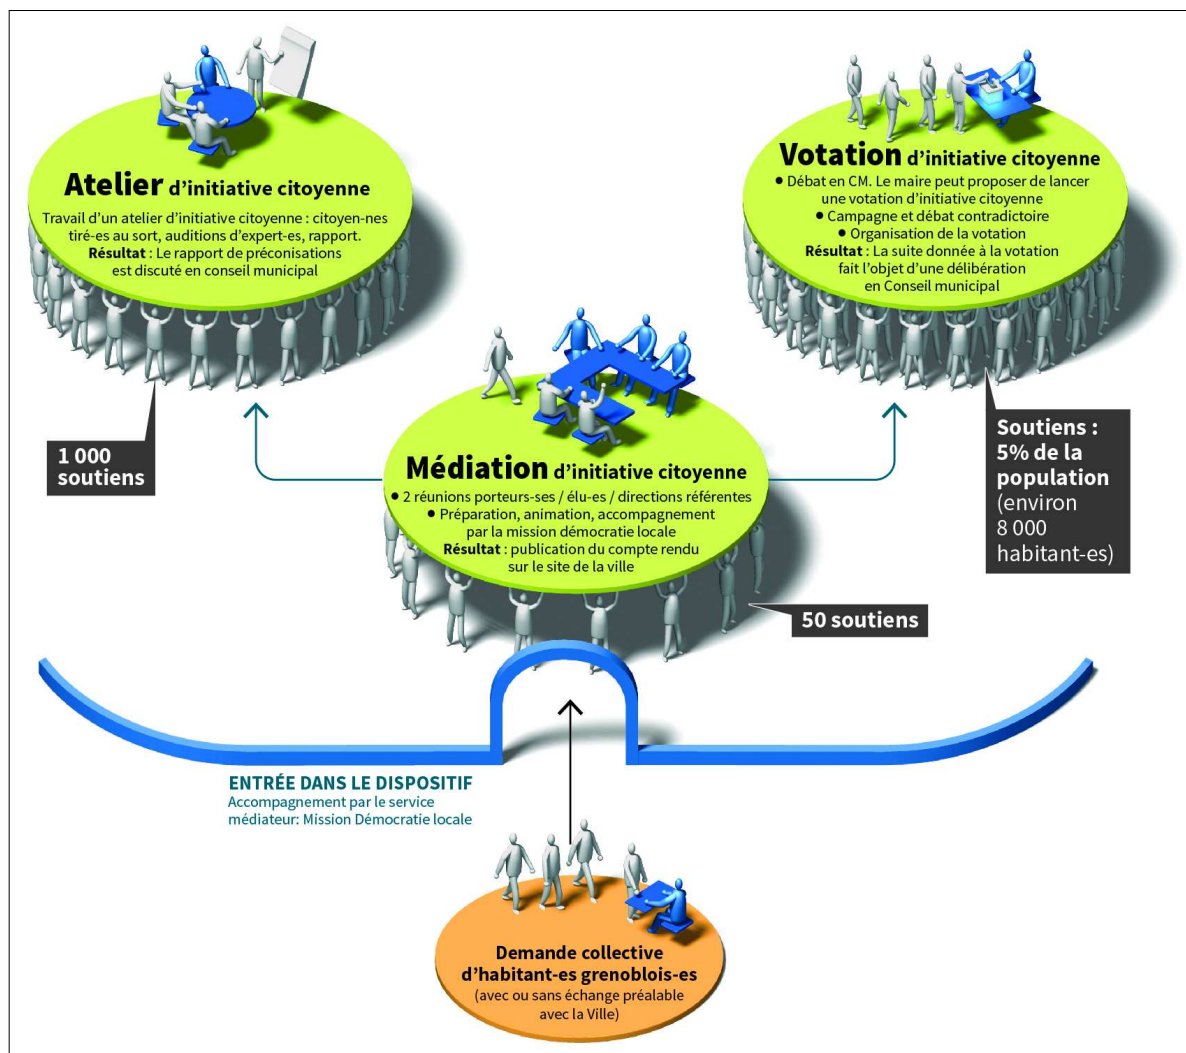 Atelier d'initiative citoyenne
Travail d'un atelier d'initiative citoyenne : citoyen-nes
tiré-es au sort, auditions d'expert-es, rapport.
Résultat : Le rapport de préconisations
est discuté en conseil municipal
1 000
soutiens
Votation d'initiative citoyenne
• Débat en CM. Le maire peut proposer de lancer
une votation d'initiative citoyenne
• Campagne et débat contradictoire
• Organisation de la votation
Résultat : La suite donnée à la votation
fait l'objet d'une délibération
en Conseil municipal
Soutiens :
5% de la
population
(environ
8 000
habitant-es)
Médiation d'initiative citoyenne
• 2 réunions porteurs-ses / élu-es / directions référentes
• Préparation, animation, accompagnement
par la mission démocratie locale
Résultat : publication du compte rendu
sur le site de la ville
50 soutiens
ENTRÉE DANS LE DISPOSITIF
Accompagnement par le service
médiateur: Mission Démocratie locale
Demande collective
d'habitant-es grenoblois-es
(avec ou sans échange préalable
avec la Ville)